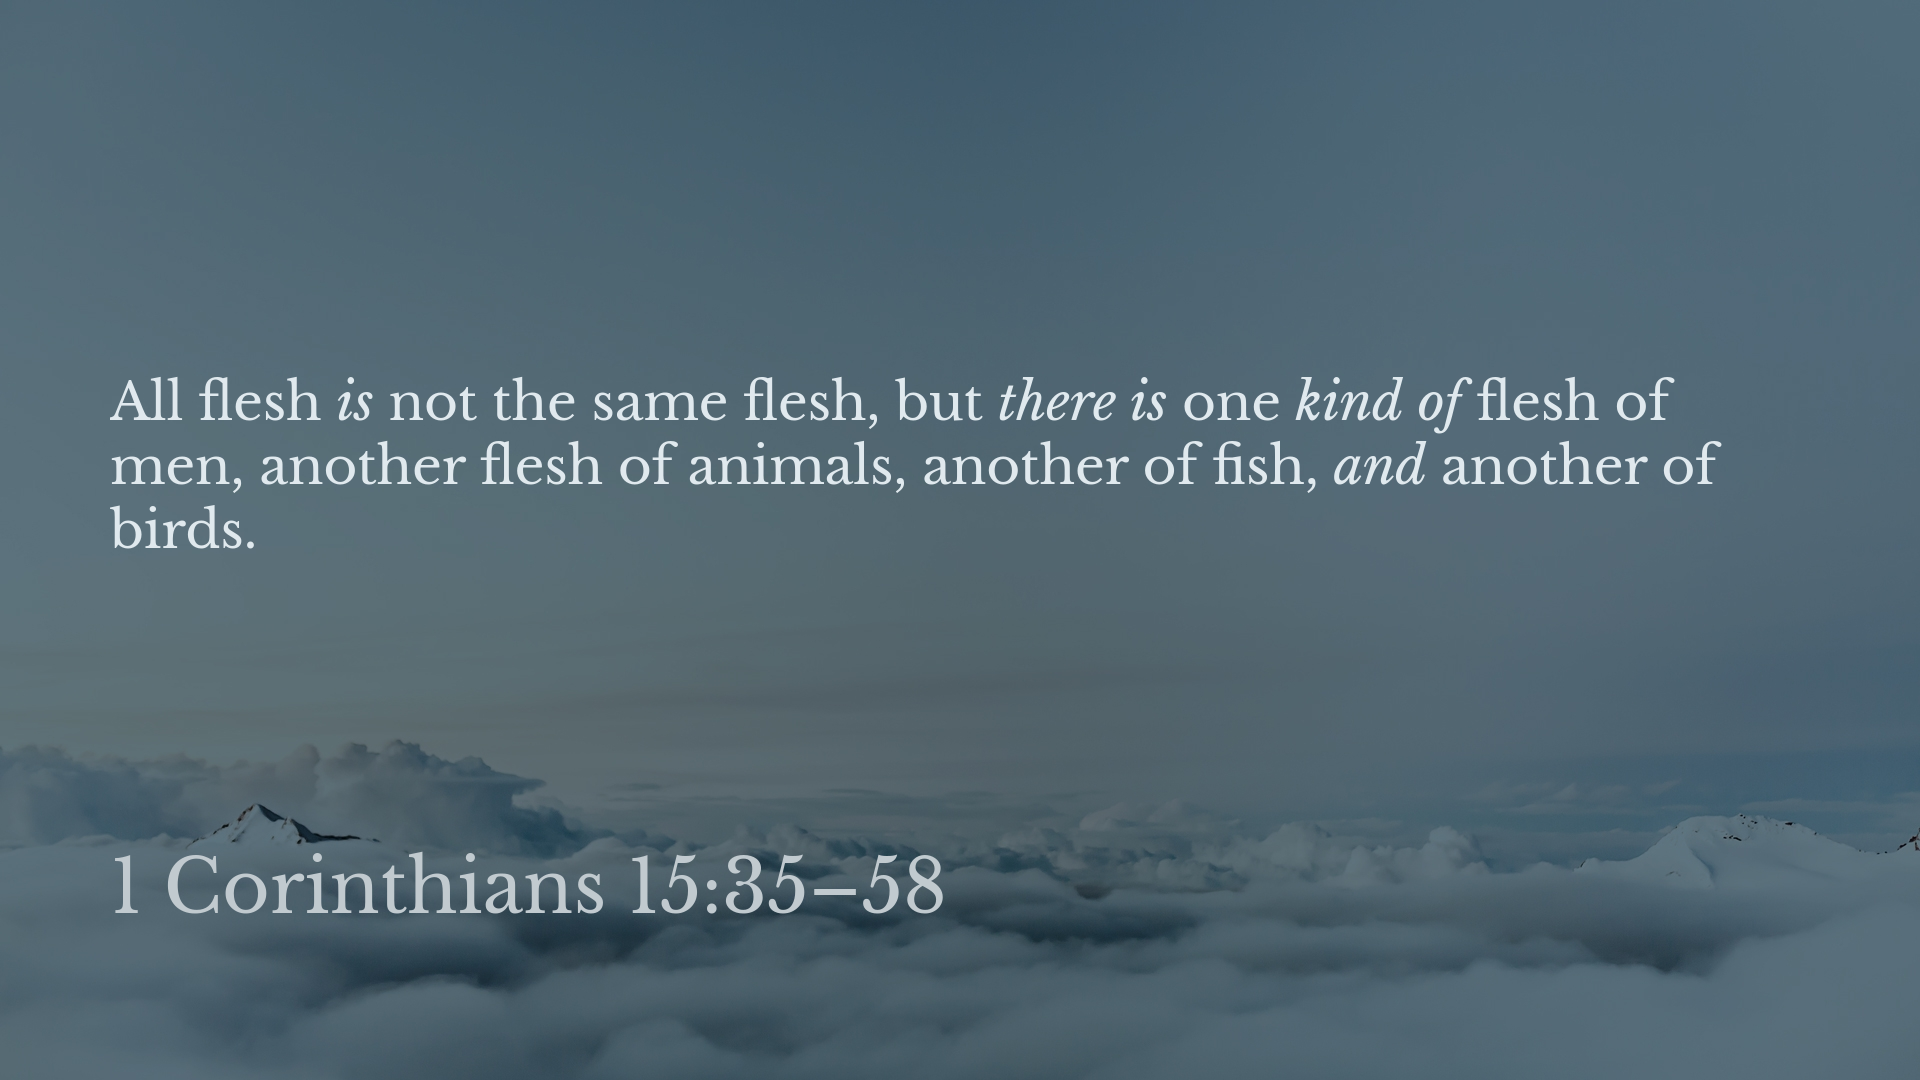 All flesh is not the same flesh, but there is one kind of flesh of
men, another flesh of animals, another of fish, and another of
birds.
1 Corinthians 15:35–58